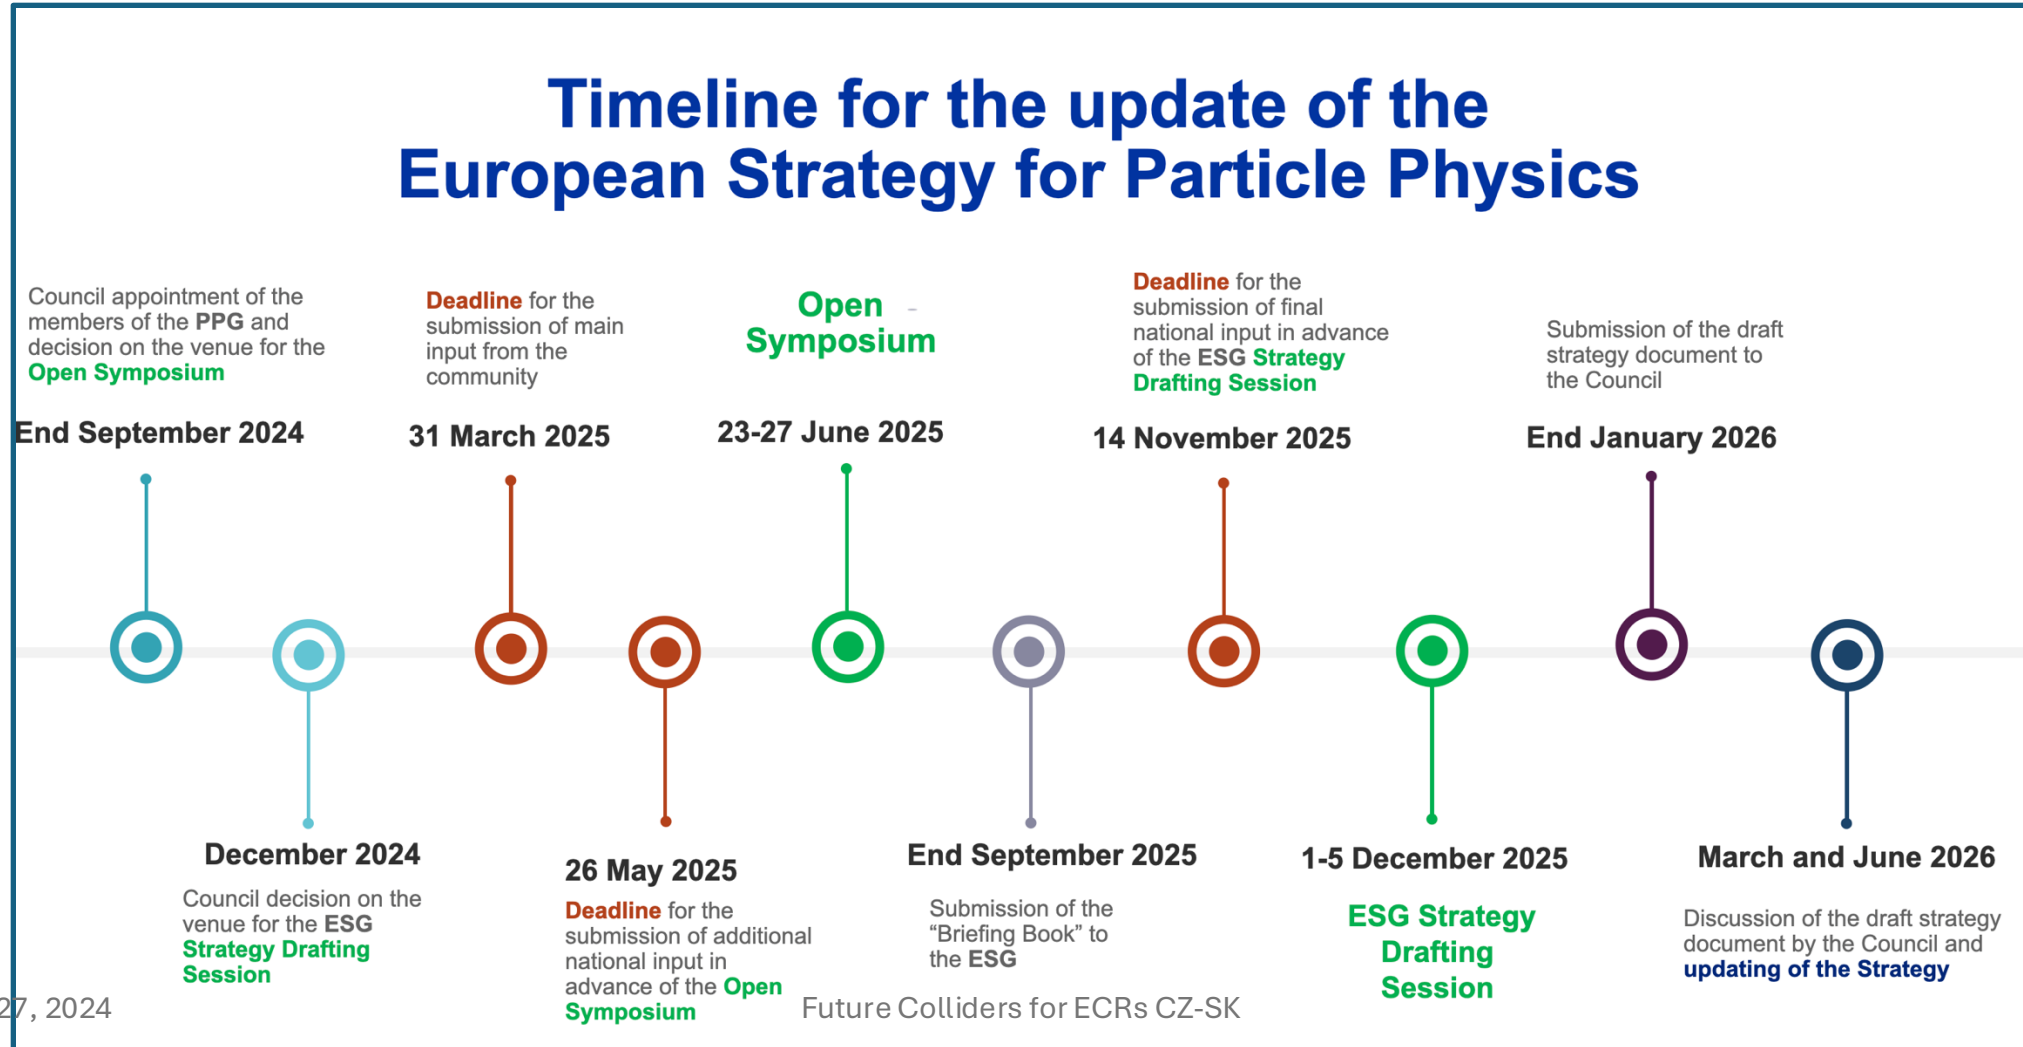 Timeline for the update of the
European Strategy for Particle Physics
Council appointment of the
members of the PPG and
decision on the venue for the
Open Symposium
End September 2024
Deadline for the
submission of main
input from the
community
31 March 2025
Open
Symposium
23-27 June 2025
Deadline for the
submission of final
national input in advance
of the ESG Strategy
Drafting Session
14 November 2025
Submission of the draft
strategy document to
the Council
End January 2026
December 2024
Council decision on the
venue for the ESG
Strategy Drafting
Session
26 May 2025
Deadline for the
submission of additional
national input in
advance of the Open
Symposium
End September 2025
Submission of the
“Briefing Book” to
the ESG
1-5 December 2025
ESG Strategy
Drafting
Session
March and June 2026
Discussion of the draft strategy
document by the Council and
updating of the Strategy
27, 2024
Future Colliders for ECRs CZ-SK